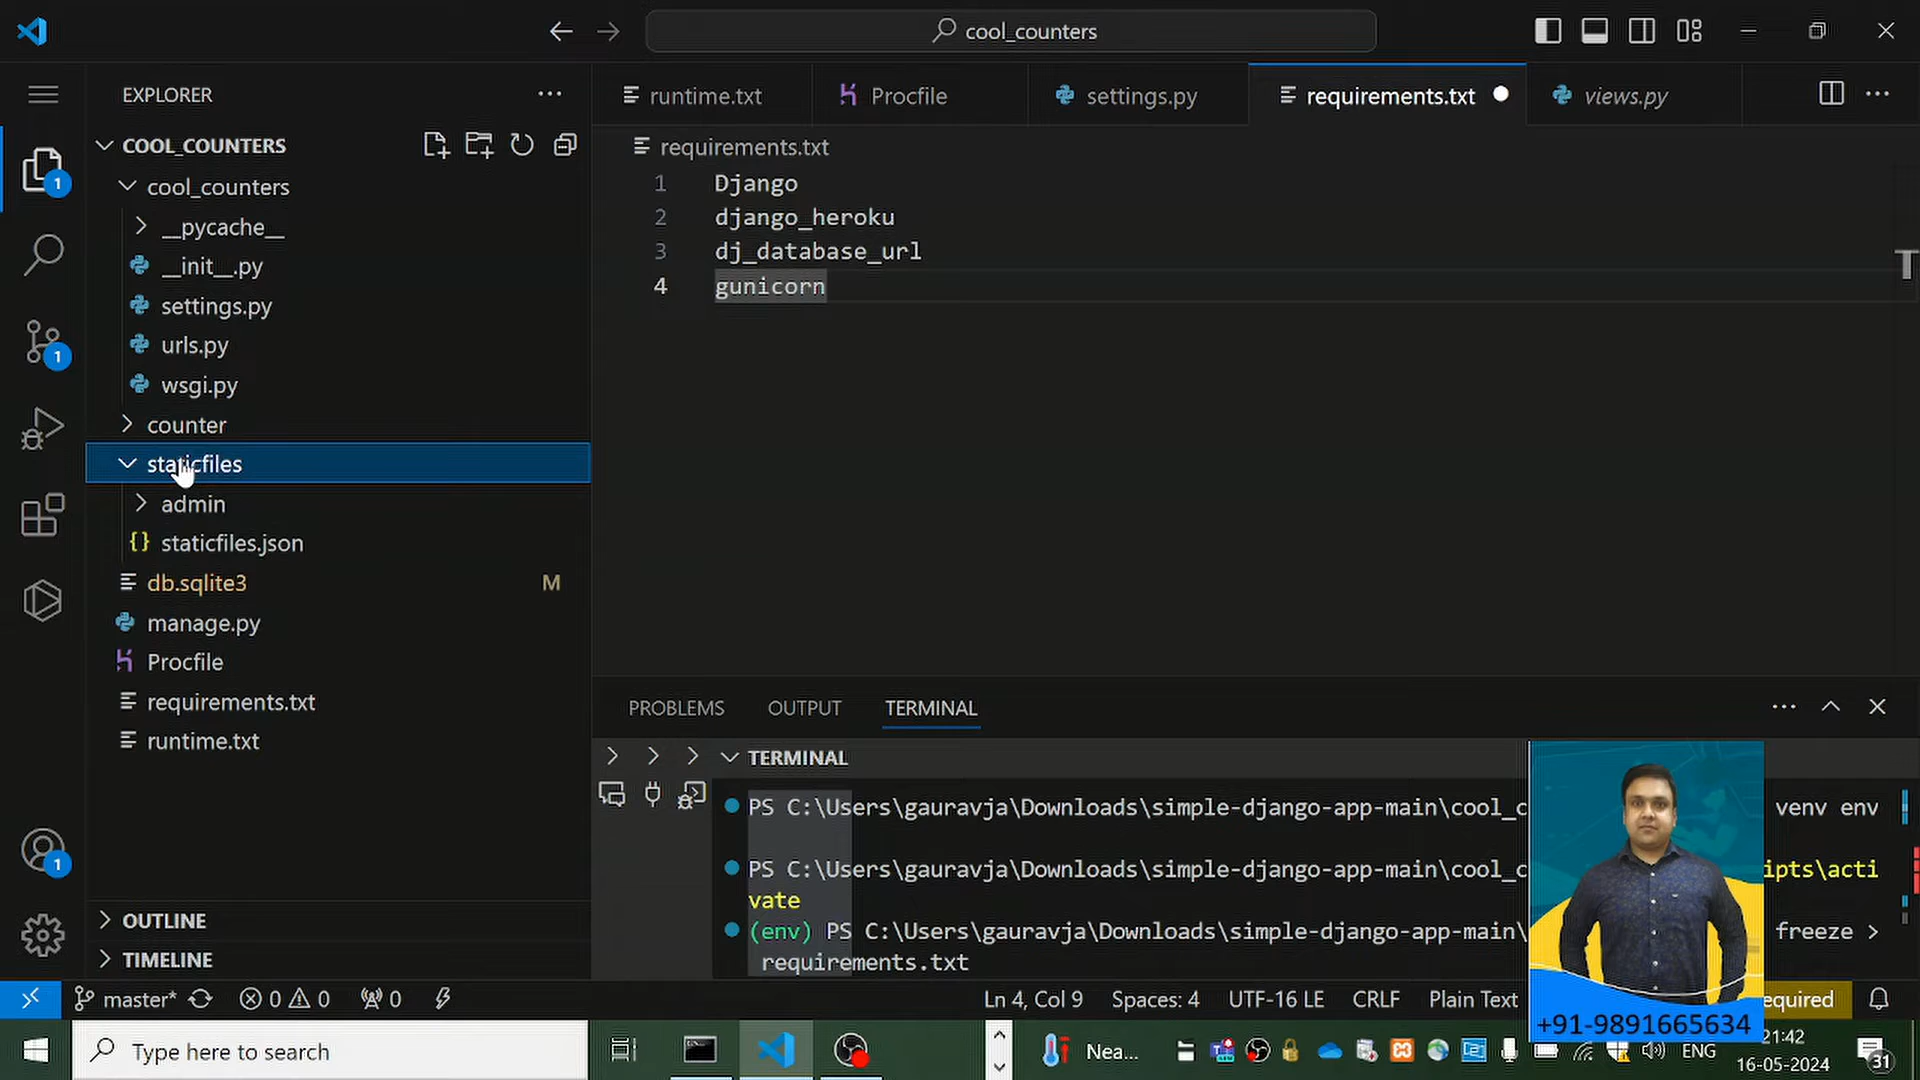 cool_counters
EXPLORER
COOL_COUNTERS
cool_counters
__pycache__
__init__.py
settings.py
urls.py
wsgi.py
counter
staticfiles
admin
staticfiles.json
db.sqlite3 M
manage.py
Procfile
requirements.txt
runtime.txt
OUTLINE
TIMELINE
1
1
1
runtime.txt Procfile settings.py requirements.txt views.py
requirements.txt
1 Django
2 django_heroku
3 dj_database_url
4 gunicorn
T
PROBLEMS OUTPUT TERMINAL
TERMINAL
PS C:\Users\gauravja\Downloads\simple-django-app-main\cool_c venv env
PS C:\Users\gauravja\Downloads\simple-django-app-main\cool_c ipts\acti
vate
(env) PS C:\Users\gauravja\Downloads\simple-django-app-main\ freeze >
requirements.txt
master* 0 0 0 Ln 4, Col 9 Spaces: 4 UTF-16 LE CRLF Plain Text equired
+91-9891665634
Type here to search Nea... ENG 21:42
16-05-2024
31